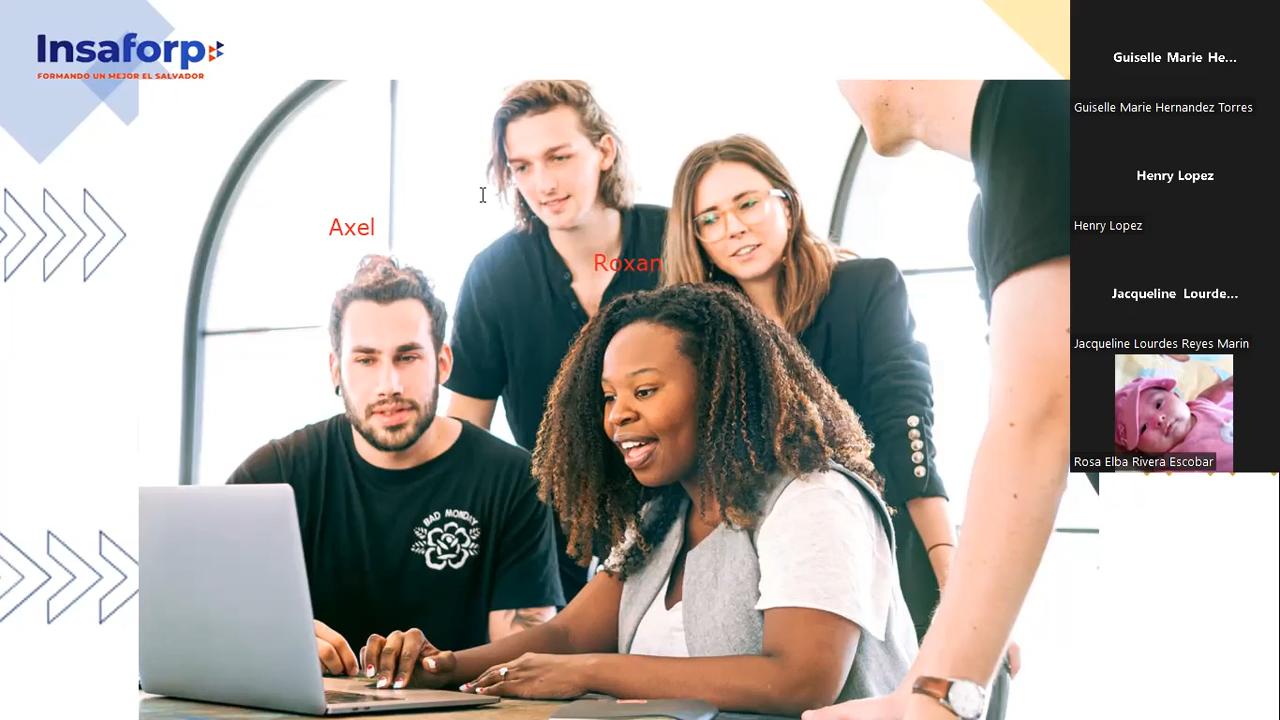 Insaforp
FORMANDO UN MEJOR EL SALVADOR
Axel
Roxan
BAD MONDAY
Guiselle Marie He...
Guiselle Marie Hernandez Torres
Henry Lopez
Henry Lopez
Jacqueline Lourde...
Jacqueline Lourdes Reyes Marin
Rosa Elba Rivera Escobar